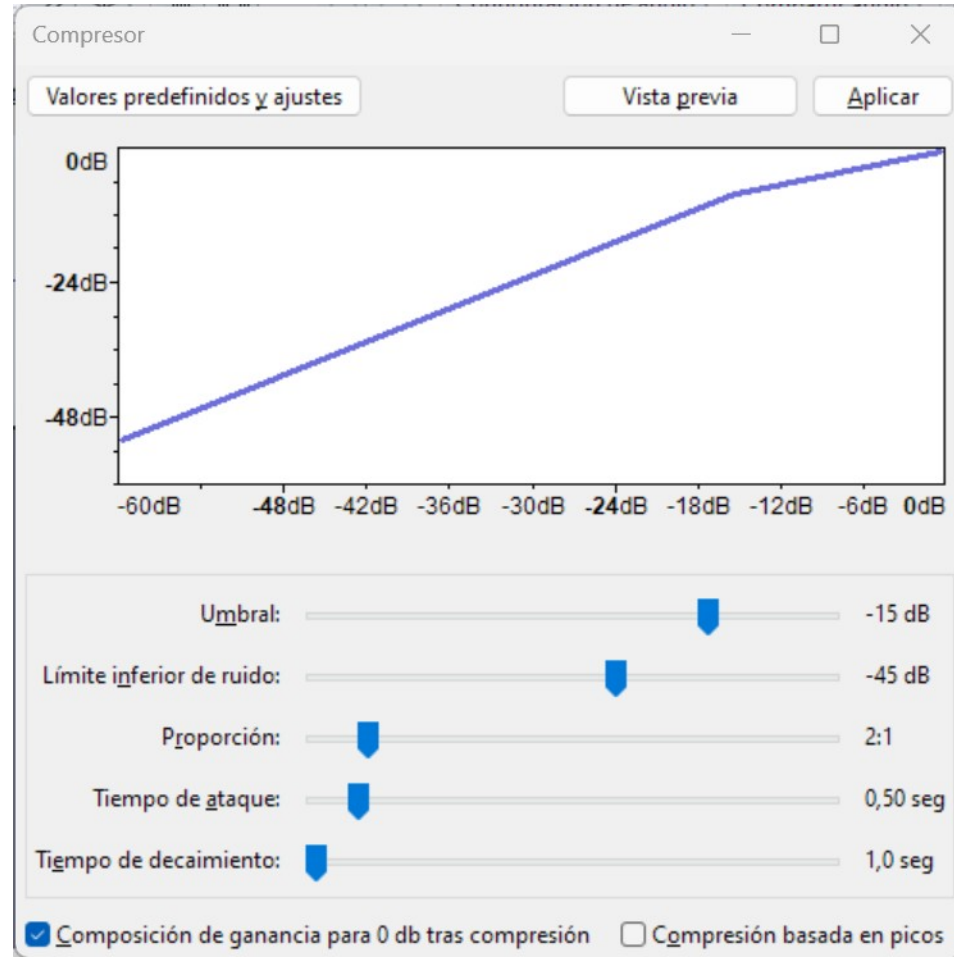 Compresor
Valores predefinidos y ajustes Vista previa Aplicar
0dB
-24dB
-48dB
-60dB -48dB -42dB -36dB -30dB -24dB -18dB -12dB -6dB 0dB
Umbral: -15 dB
Límite inferior de ruido: -45 dB
Proporción: 2:1
Tiempo de ataque: 0,50 seg
Tiempo de decaimiento: 1,0 seg
Composición de ganancia para 0 db tras compresión Compresión basada en picos